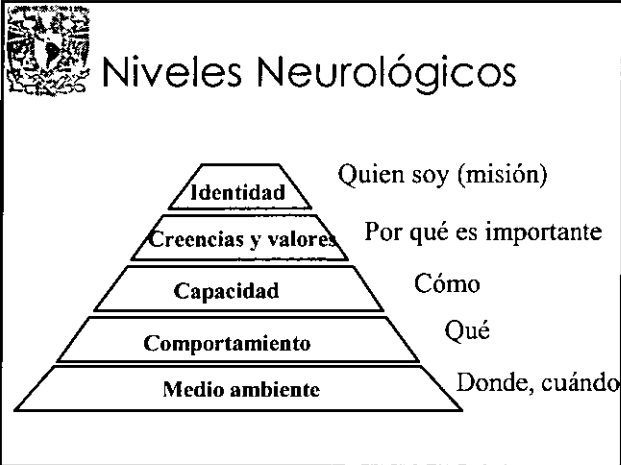 Niveles Neurológicos
Identidad Quien soy (misión)
Creencias y valores Por qué es importante
Capacidad Cómo
Comportamiento Qué
Medio ambiente Donde, cuándo